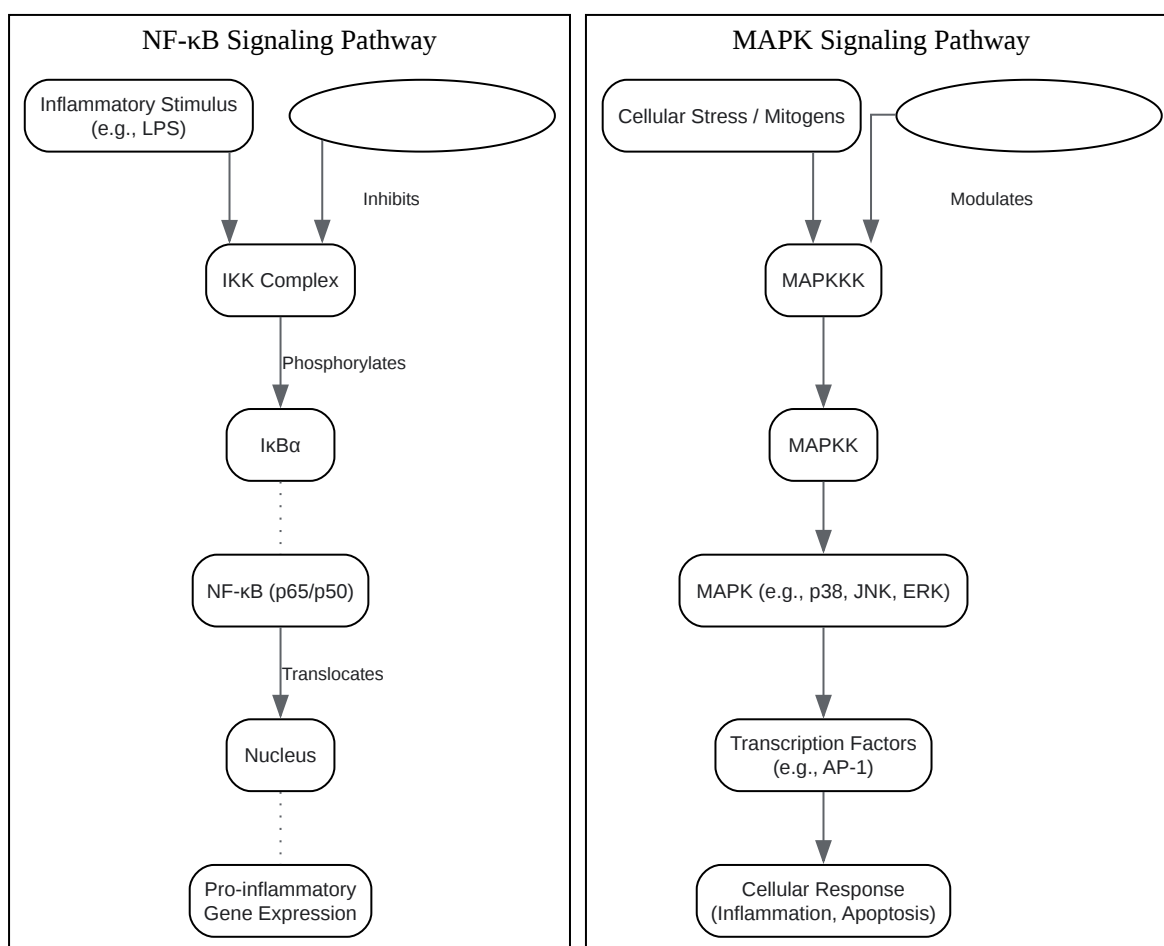 NF-κB Signaling Pathway
Inflammatory Stimulus
(e.g., LPS)
Inhibits
IKK Complex
Phosphorylates
IκBα
NF-κB (p65/p50)
Translocates
Nucleus
Pro-inflammatory
Gene Expression
MAPK Signaling Pathway
Cellular Stress / Mitogens
Modulates
MAPKKK
MAPKK
MAPK (e.g., p38, JNK, ERK)
Transcription Factors
(e.g., AP-1)
Cellular Response
(Inflammation, Apoptosis)